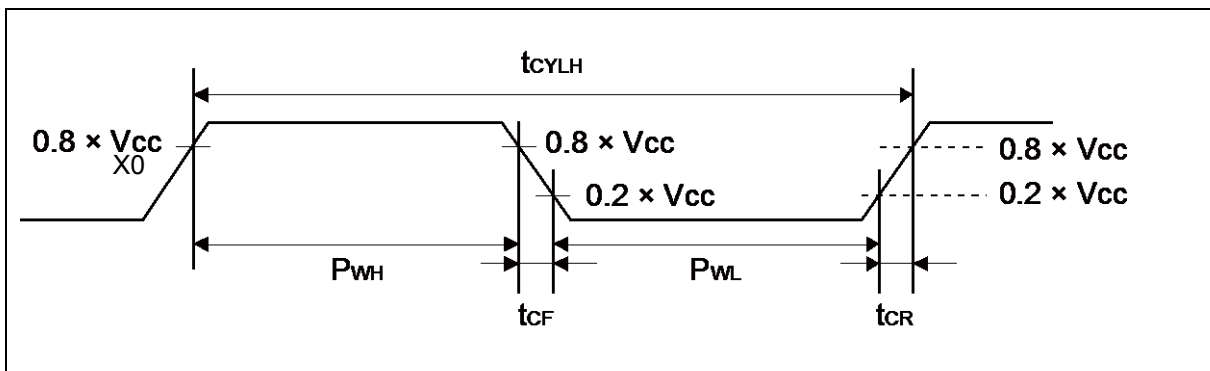 tCYLH
0.8 × Vcc
X0
0.8 × Vcc
0.2 × Vcc
0.8 × Vcc
0.2 × Vcc
PWH
tCF
PWL
tCR